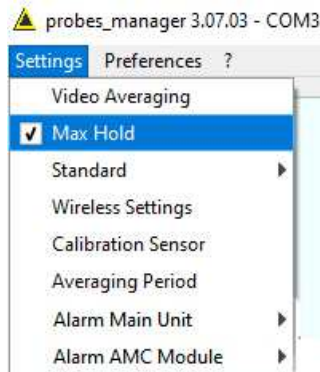 probes_manager 3.07.03 - COM3
Settings Preferences ?
Video Averaging
Max Hold
Standard
Wireless Settings
Calibration Sensor
Averaging Period
Alarm Main Unit
Alarm AMC Module